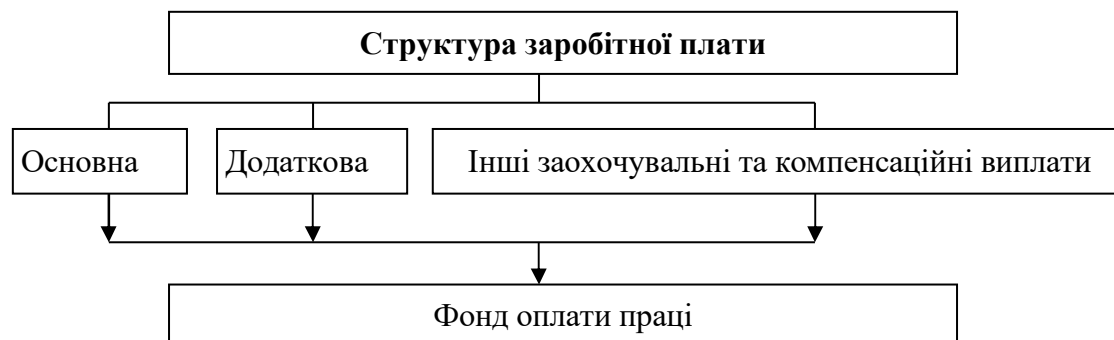 Структура заробітної плати
Основна
Додаткова
Інші заохочувальні та компенсаційні виплати
Фонд оплати праці